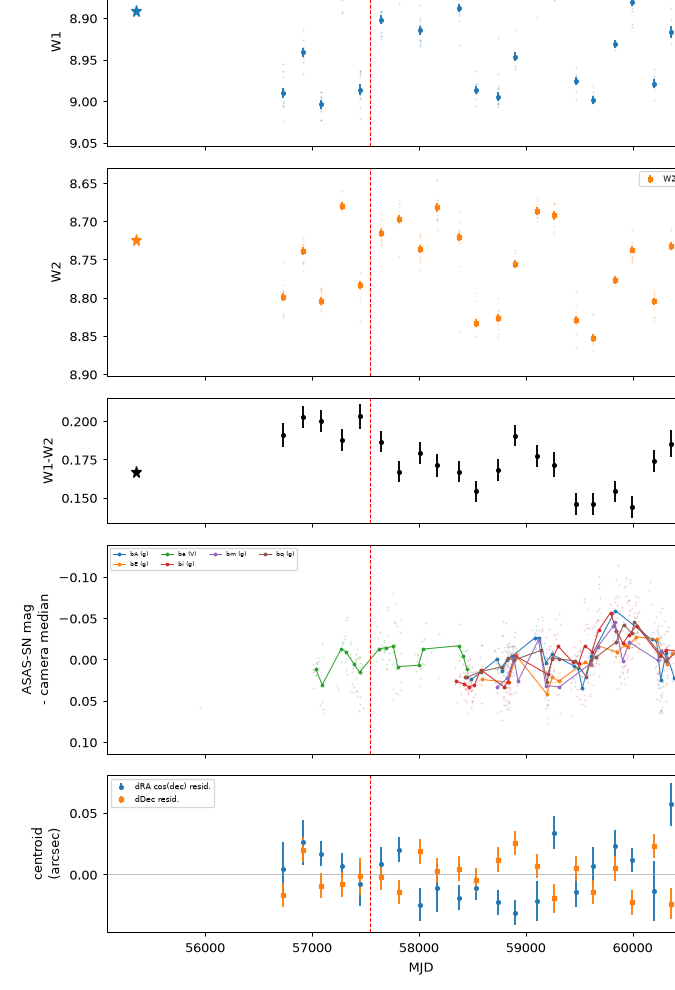 8.90
8.95
9.00
9.05
W1
8.65
8.70
8.75
8.80
8.85
8.90
W2
W2
0.200
0.175
0.150
W1-W2
−0.10
−0.05
0.00
0.05
0.10
ASAS-SN mag
- camera median
bA (g)
bE (g)
ba (V)
bi (g)
bm (g)
bq (g)
dRA cos(dec) resid.
dDec resid.
0.05
0.00
centroid
(arcsec)
56000
57000
58000
59000
60000
MJD